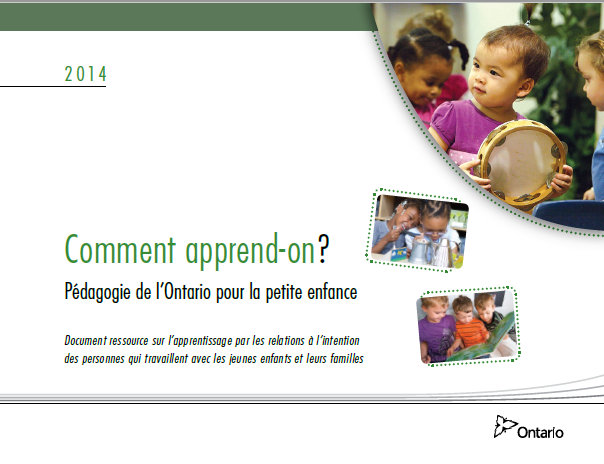 2014
Comment apprend-on?
Pédagogie de l'Ontario pour la petite enfance
Document ressource sur l'apprentissage par les relations à l'intention
des personnes qui travaillent avec les jeunes enfants et leurs familles
Ontario